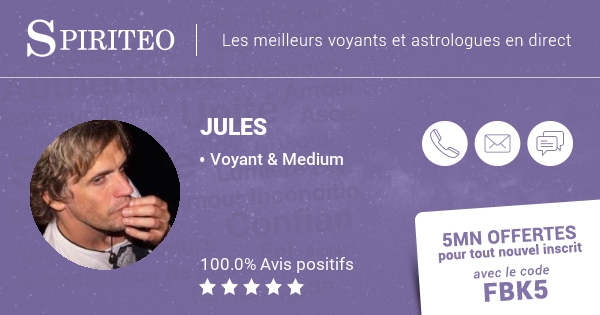 SPIRITEO
Les meilleurs voyants et astrologues en direct
JULES
• Voyant & Medium
100.0% Avis positifs
5MN OFFERTES
pour tout nouvel inscrit
avec le code
FBK5